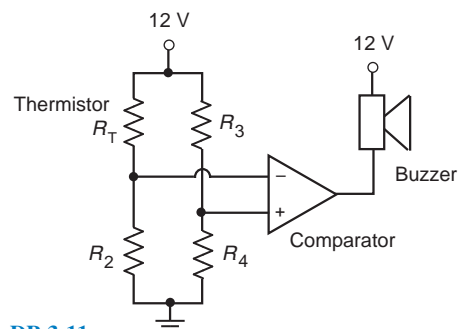 12 V
12 V
Thermistor
R_T
R_3
−
Buzzer
+
Comparator
R_2
R_4
DP 3-11